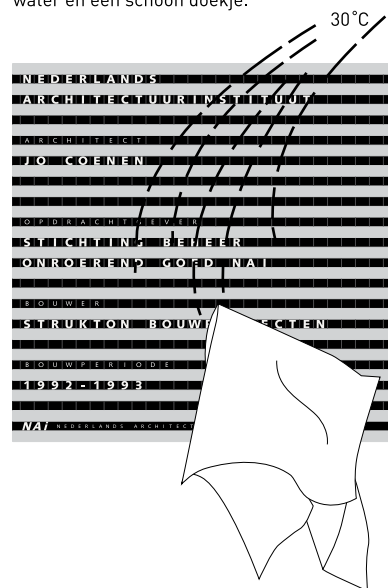 water en een schoon doekje.
30°C
NEDERLANDS
ARCHITECTUURINSTITUUT
ARCHITECT
JO COENEN
OPDRACHTGEVER
STICHTING BEHEER
ONROEREND GOED NAI
BOUWER
STRUKTON BOUWPROJECTEN
BOUWPERIODE
1992-1993
NAi NEDERLANDS ARCHITECT